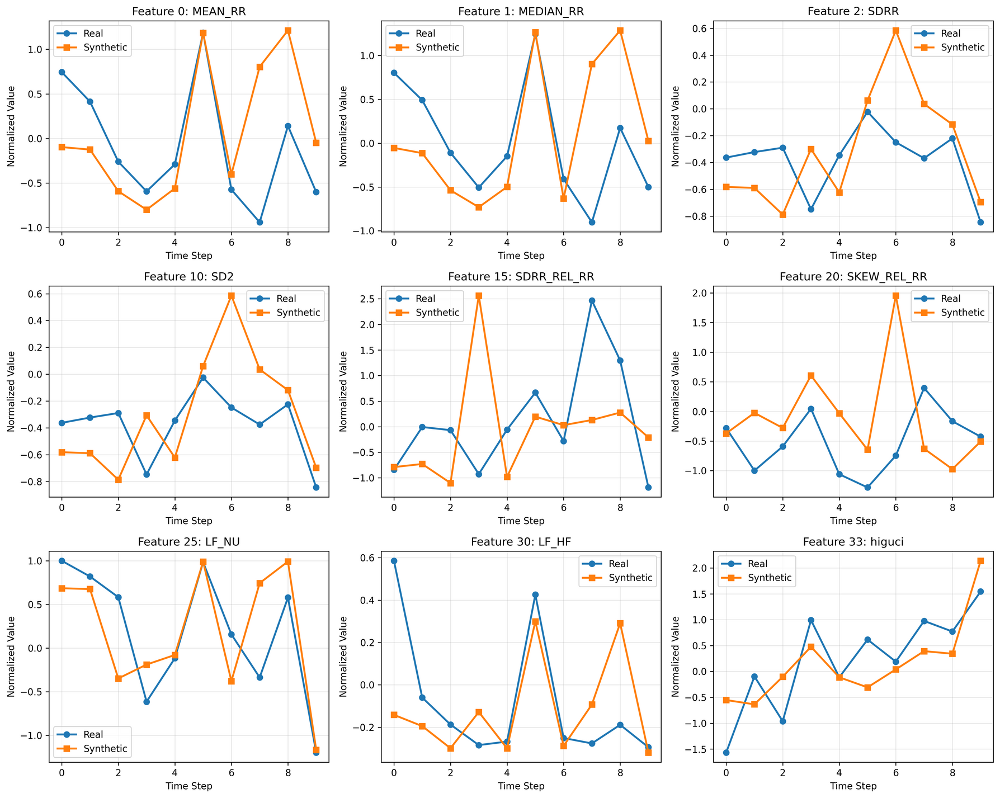 Feature 0: MEAN_RR
Real
Synthetic
1.0
0.5
0.0
−0.5
−1.0
Normalized Value
0 2 4 6 8
Time Step
Feature 1: MEDIAN_RR
Real
Synthetic
1.0
0.5
0.0
−0.5
−1.0
Normalized Value
0 2 4 6 8
Time Step
Feature 2: SDRR
Real
Synthetic
0.6
0.4
0.2
0.0
−0.2
−0.4
−0.6
−0.8
Normalized Value
0 2 4 6 8
Time Step
Feature 10: SD2
Real
Synthetic
0.6
0.4
0.2
0.0
−0.2
−0.4
−0.6
−0.8
Normalized Value
0 2 4 6 8
Time Step
Feature 15: SDRR_REL_RR
Real
Synthetic
2.5
2.0
1.5
1.0
0.5
0.0
−0.5
−1.0
Normalized Value
0 2 4 6 8
Time Step
Feature 20: SKEW_REL_RR
Real
Synthetic
2.0
1.5
1.0
0.5
0.0
−0.5
−1.0
Normalized Value
0 2 4 6 8
Time Step
Feature 25: LF_NU
1.0
0.5
0.0
−0.5
−1.0
Normalized Value
Real
Synthetic
0 2 4 6 8
Time Step
Feature 30: LF_HF
Real
Synthetic
0.6
0.4
0.2
0.0
−0.2
Normalized Value
0 2 4 6 8
Time Step
Feature 33: higuci
Real
Synthetic
2.0
1.5
1.0
0.5
0.0
−0.5
−1.0
−1.5
Normalized Value
0 2 4 6 8
Time Step